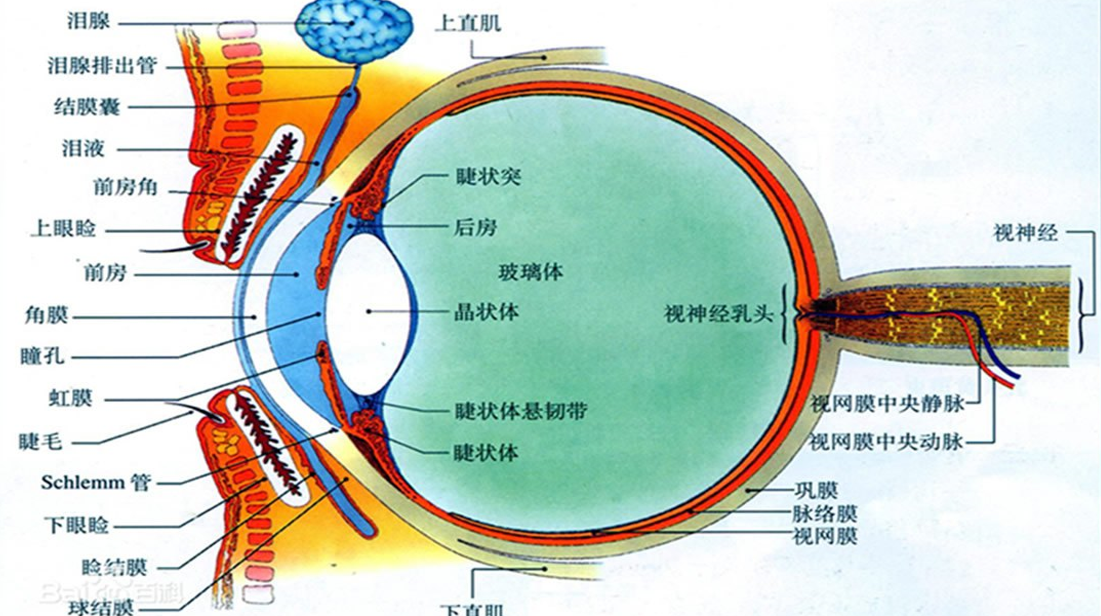 泪腺
泪腺排出管
结膜囊
泪液
前房角
上眼睑
前房
角膜
瞳孔
虹膜
睫毛
Schlemm 管
下眼睑
睑结膜
球结膜
上直肌
睫状突
后房
玻璃体
晶状体
视神经乳头
睫状体悬韧带
睫状体
下直肌
视神经
视网膜中央静脉
视网膜中央动脉
巩膜
脉络膜
视网膜
Bai百科